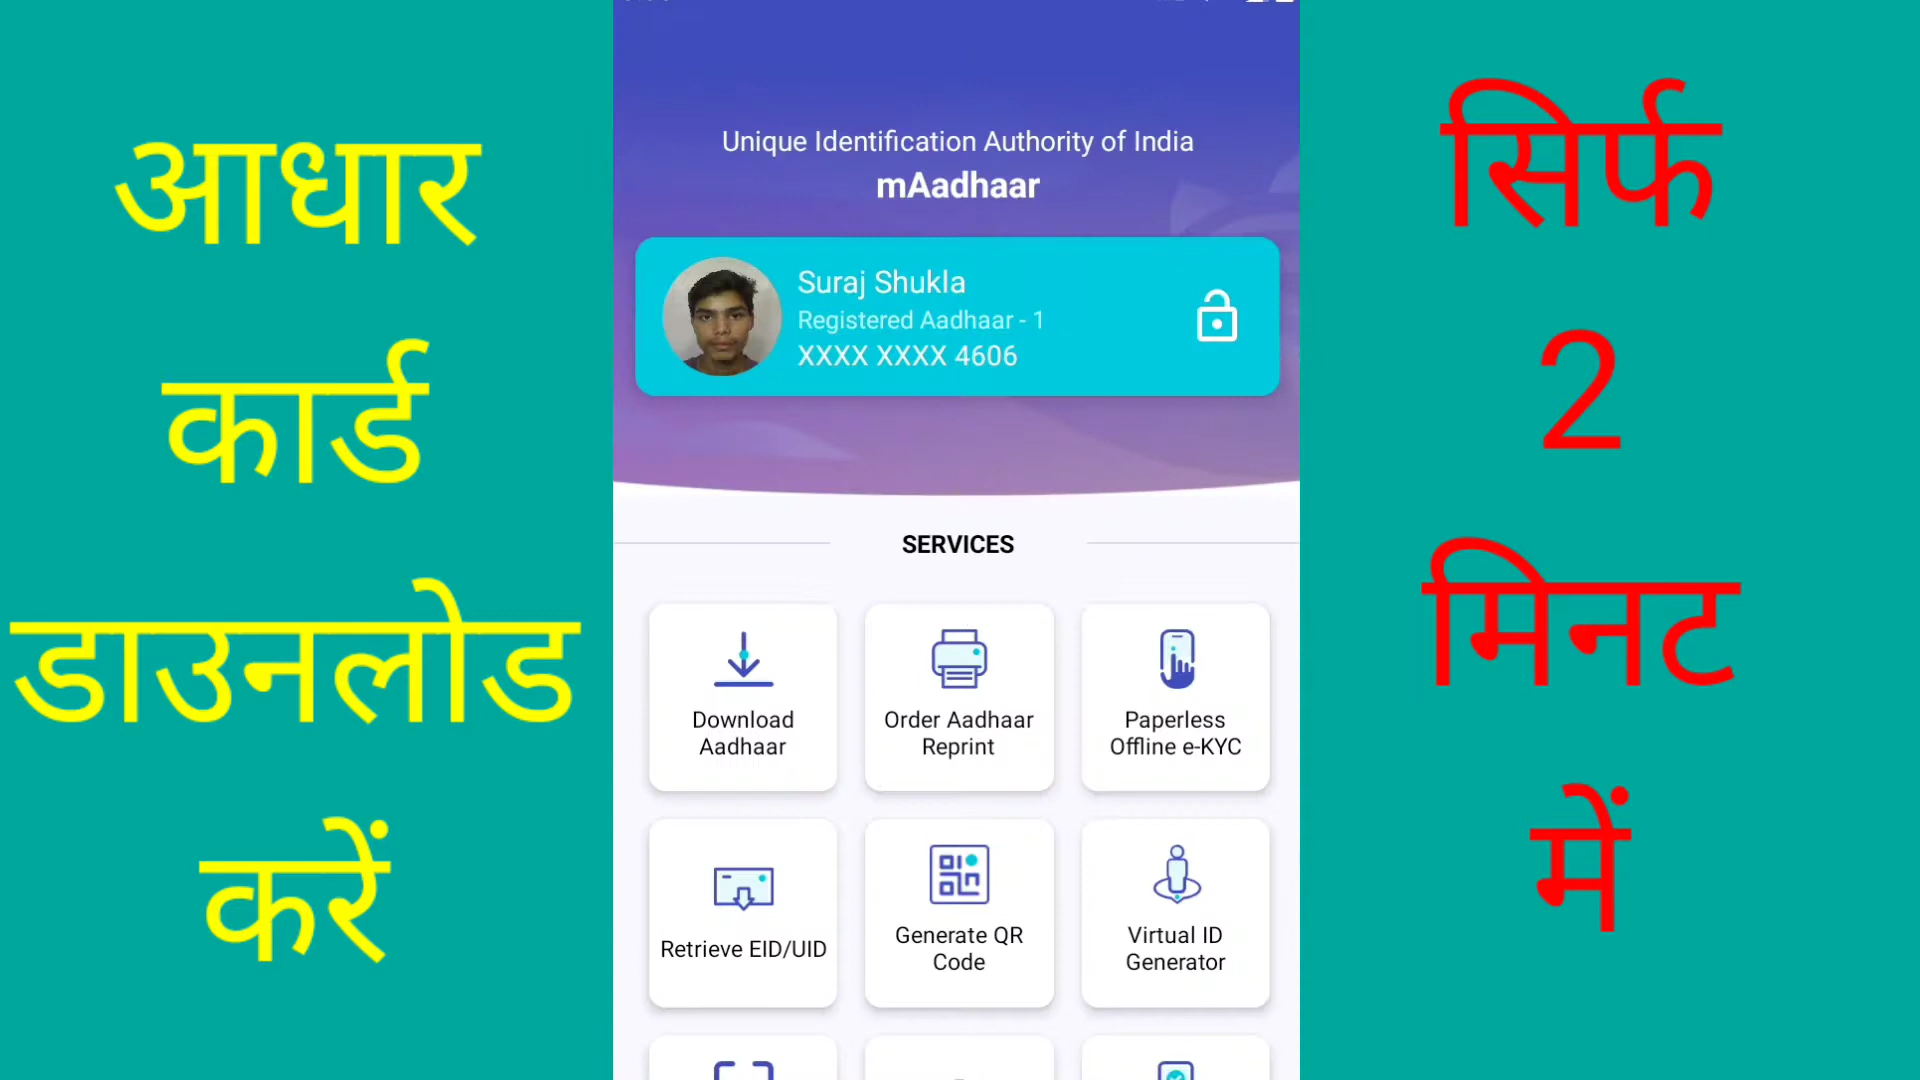 आधार
कार्ड
डाउनलोड
करें
Unique Identification Authority of India
mAadhaar
Suraj Shukla
Registered Aadhaar - 1
XXXX XXXX 4606
SERVICES
Download
Aadhaar
Order Aadhaar
Reprint
Paperless
Offline e-KYC
Retrieve EID/UID
Generate QR
Code
Virtual ID
Generator
सिर्फ
2
मिनट
में